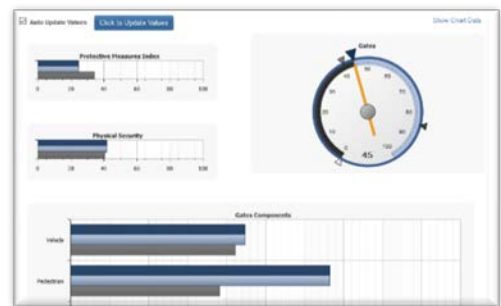 Auto Update Values Click to Update Values Show Chart Data
Protective Measures Index
0 20 40 60 80 100
Physical Security
0 20 40 60 80 100
Gates
45
100
Gates Components
Vehicle
Pedestrian